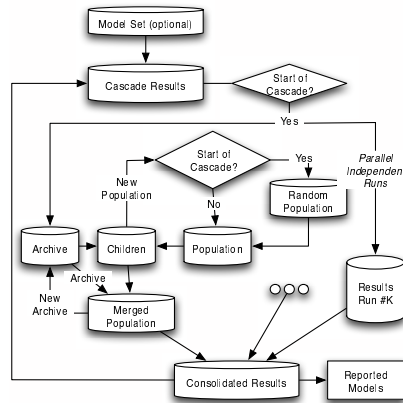 Model Set (optional)
Cascade Results
Start of
Cascade?
Yes
Start of
Cascade?
Yes
Parallel
Independent
Runs
New
Population
No
Random
Population
Archive
Children
Population
Archive
New
Archive
Merged
Population
Results
Run #K
Consolidated Results
Reported
Models